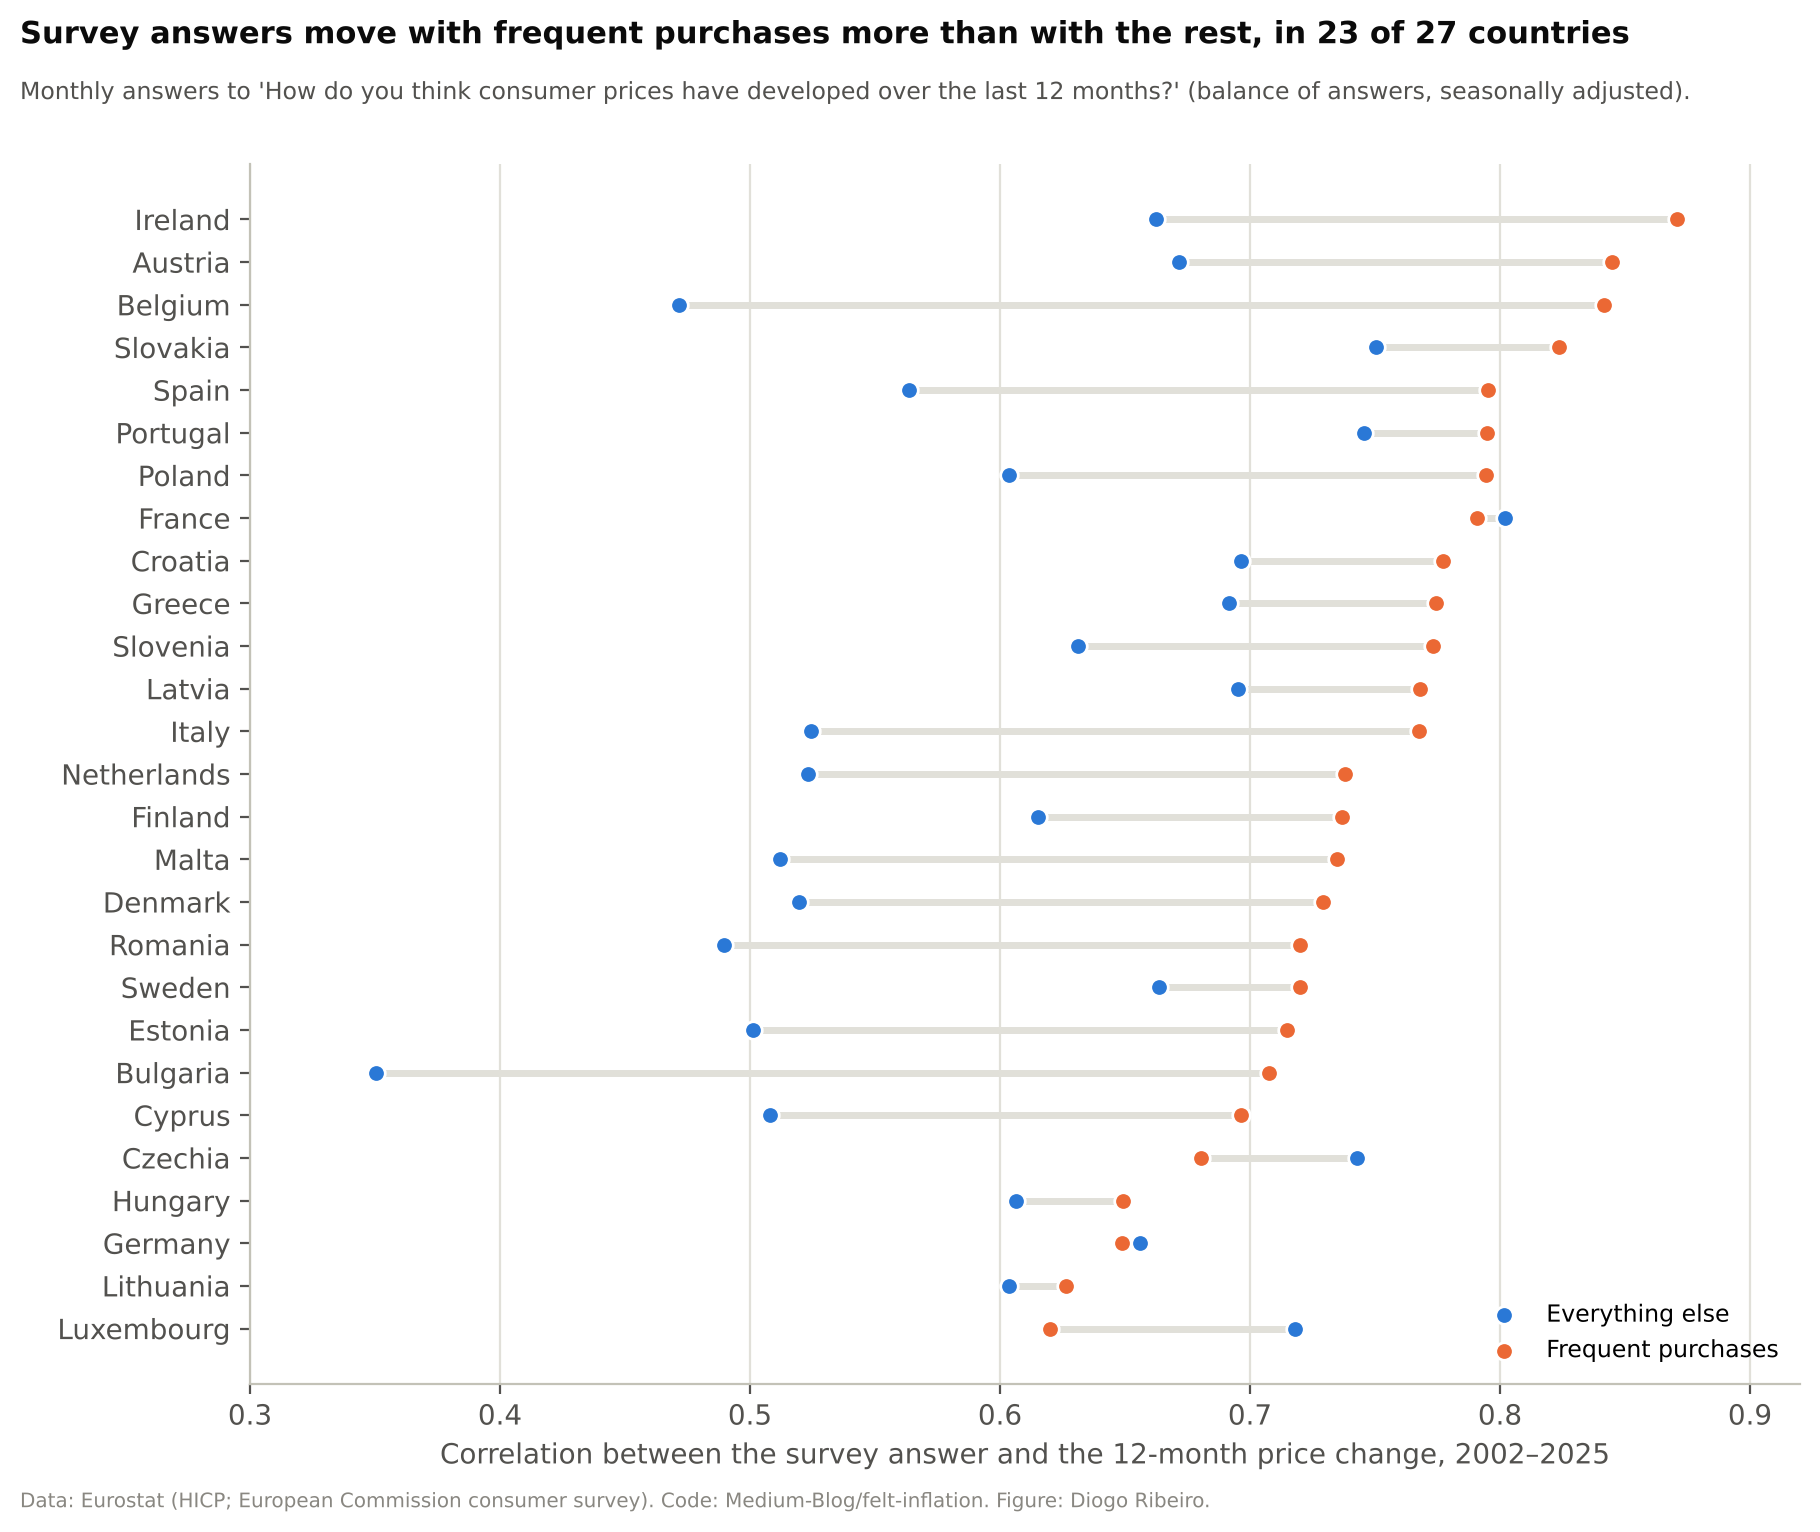 Survey answers move with frequent purchases more than with the rest, in 23 of 27 countries
Monthly answers to 'How do you think consumer prices have developed over the last 12 months?' (balance of answers, seasonally adjusted).
Ireland
Austria
Belgium
Slovakia
Spain
Portugal
Poland
France
Croatia
Greece
Slovenia
Latvia
Italy
Netherlands
Finland
Malta
Denmark
Romania
Sweden
Estonia
Bulgaria
Cyprus
Czechia
Hungary
Germany
Lithuania
Luxembourg
Everything else
Frequent purchases
0.3 0.4 0.5 0.6 0.7 0.8 0.9
Correlation between the survey answer and the 12-month price change, 2002–2025
Data: Eurostat (HICP; European Commission consumer survey). Code: Medium-Blog/felt-inflation. Figure: Diogo Ribeiro.